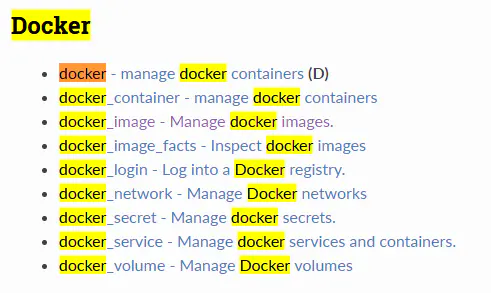 Docker
docker - manage docker containers (D)
docker_container - manage docker containers
docker_image - Manage docker images.
docker_image_facts - Inspect docker images
docker_login - Log into a Docker registry.
docker_network - Manage Docker networks
docker_secret - Manage docker secrets.
docker_service - Manage docker services and containers.
docker_volume - Manage Docker volumes